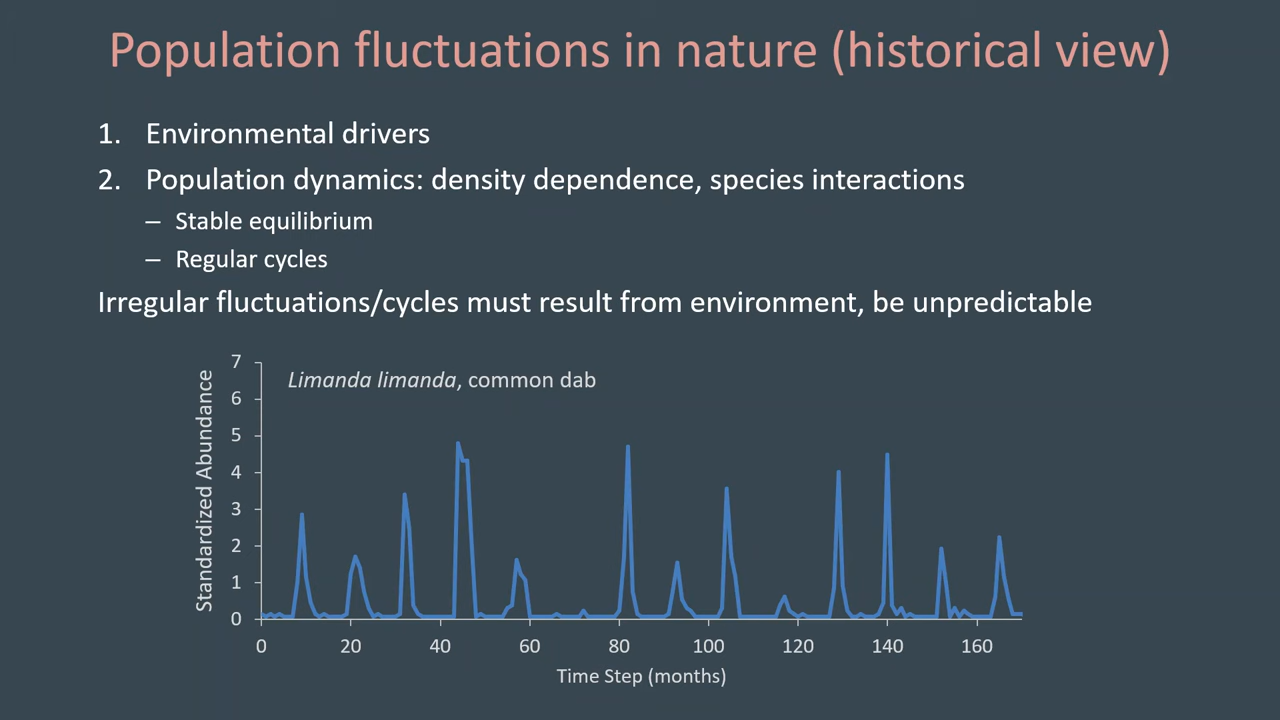 Population fluctuations in nature (historical view)
1. Environmental drivers
2. Population dynamics: density dependence, species interactions
– Stable equilibrium
– Regular cycles
Irregular fluctuations/cycles must result from environment, be unpredictable
Limanda limanda, common dab
Standardized Abundance
7
6
5
4
3
2
1
0
0 20 40 60 80 100 120 140 160
Time Step (months)